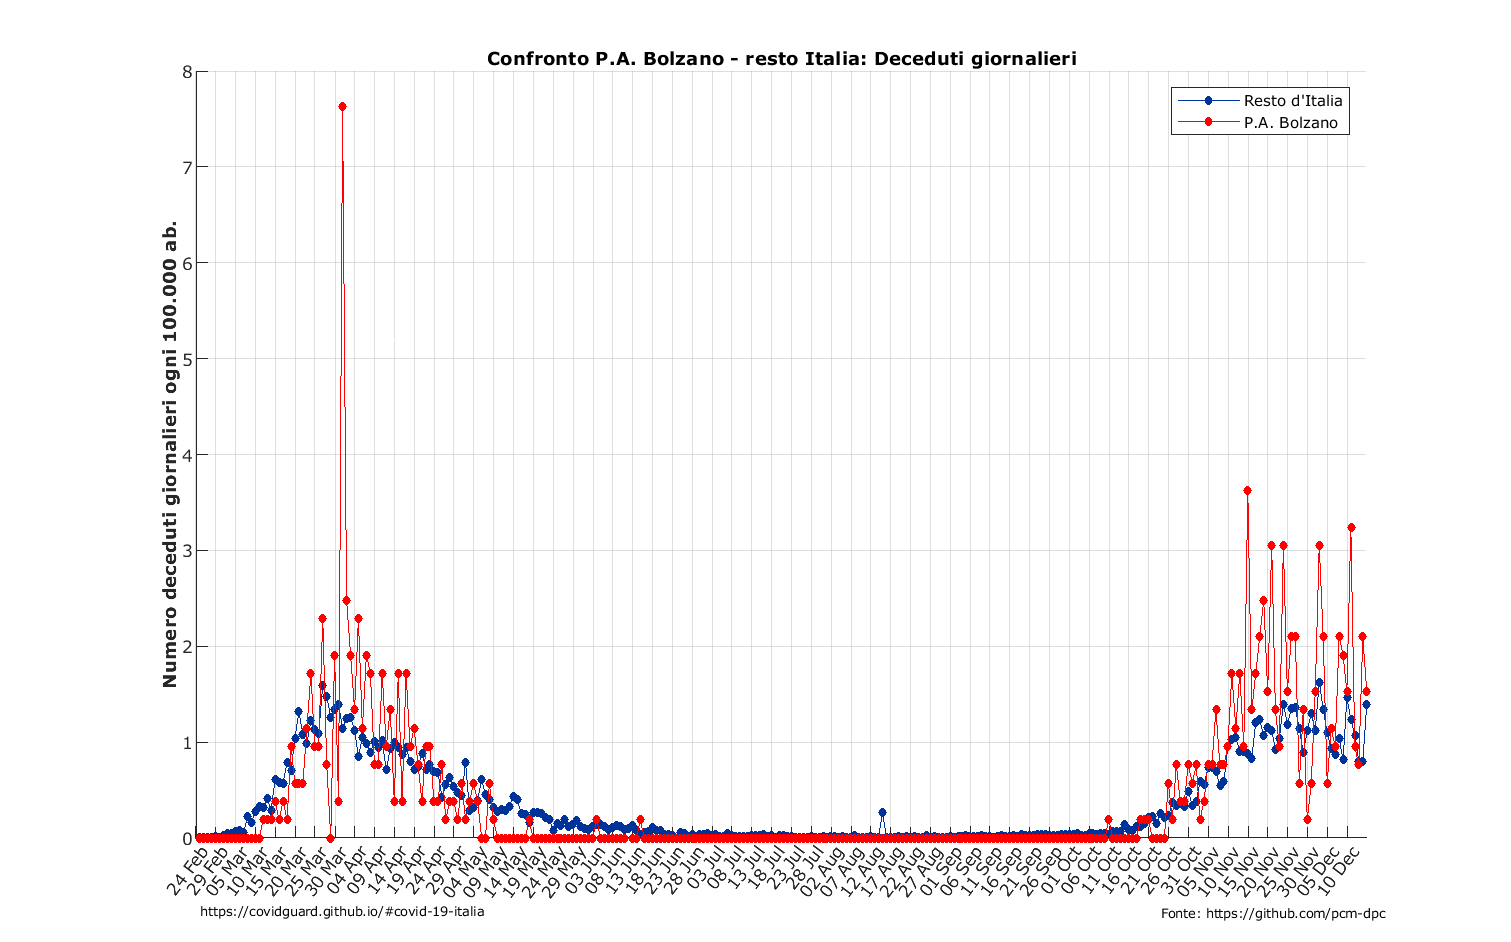 Confronto P.A. Bolzano - resto Italia: Deceduti giornalieri
Resto d'Italia
P.A. Bolzano
Numero deceduti giornalieri ogni 100.000 ab.
8
7
6
5
4
3
2
1
0
24 Feb
29 Feb
05 Mar
10 Mar
15 Mar
20 Mar
25 Mar
30 Mar
04 Apr
09 Apr
14 Apr
19 Apr
24 Apr
29 Apr
04 May
09 May
14 May
19 May
24 May
29 May
03 Jun
08 Jun
13 Jun
18 Jun
23 Jun
28 Jun
03 Jul
08 Jul
13 Jul
18 Jul
23 Jul
28 Jul
02 Aug
07 Aug
12 Aug
17 Aug
22 Aug
27 Aug
01 Sep
06 Sep
11 Sep
16 Sep
21 Sep
26 Sep
01 Oct
06 Oct
11 Oct
16 Oct
21 Oct
26 Oct
31 Oct
05 Nov
10 Nov
15 Nov
20 Nov
25 Nov
30 Nov
05 Dec
10 Dec
https://covidguard.github.io/#covid-19-italia
Fonte: https://github.com/pcm-dpc